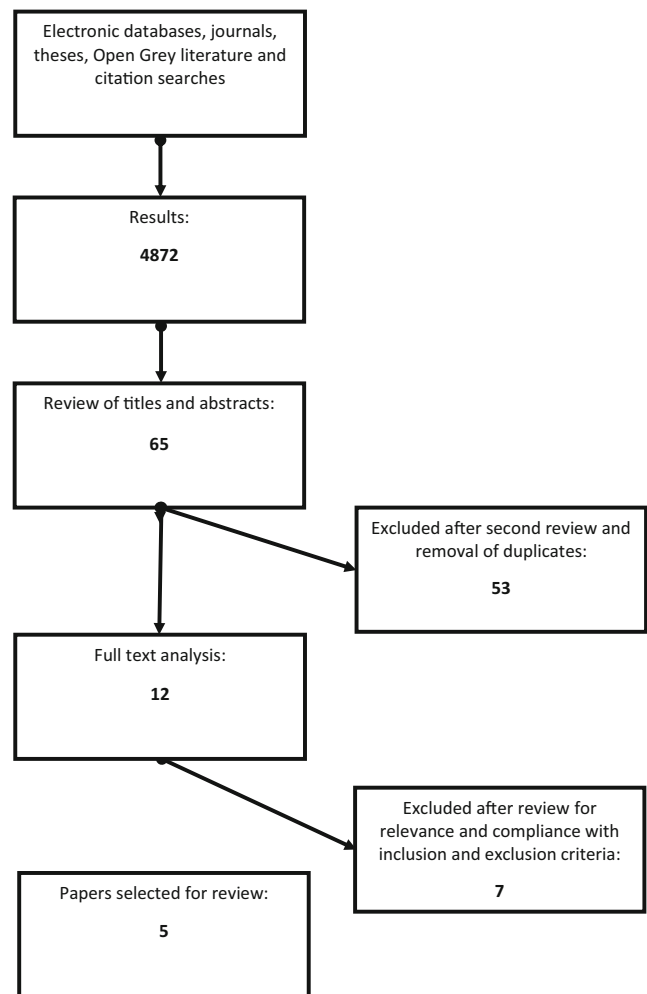 Electronic databases, journals,
theses, Open Grey literature and
citation searches
Results:
4872
Review of titles and abstracts:
65
Excluded after second review and
removal of duplicates:
53
Full text analysis:
12
Excluded after review for
relevance and compliance with
inclusion and exclusion criteria:
7
Papers selected for review:
5